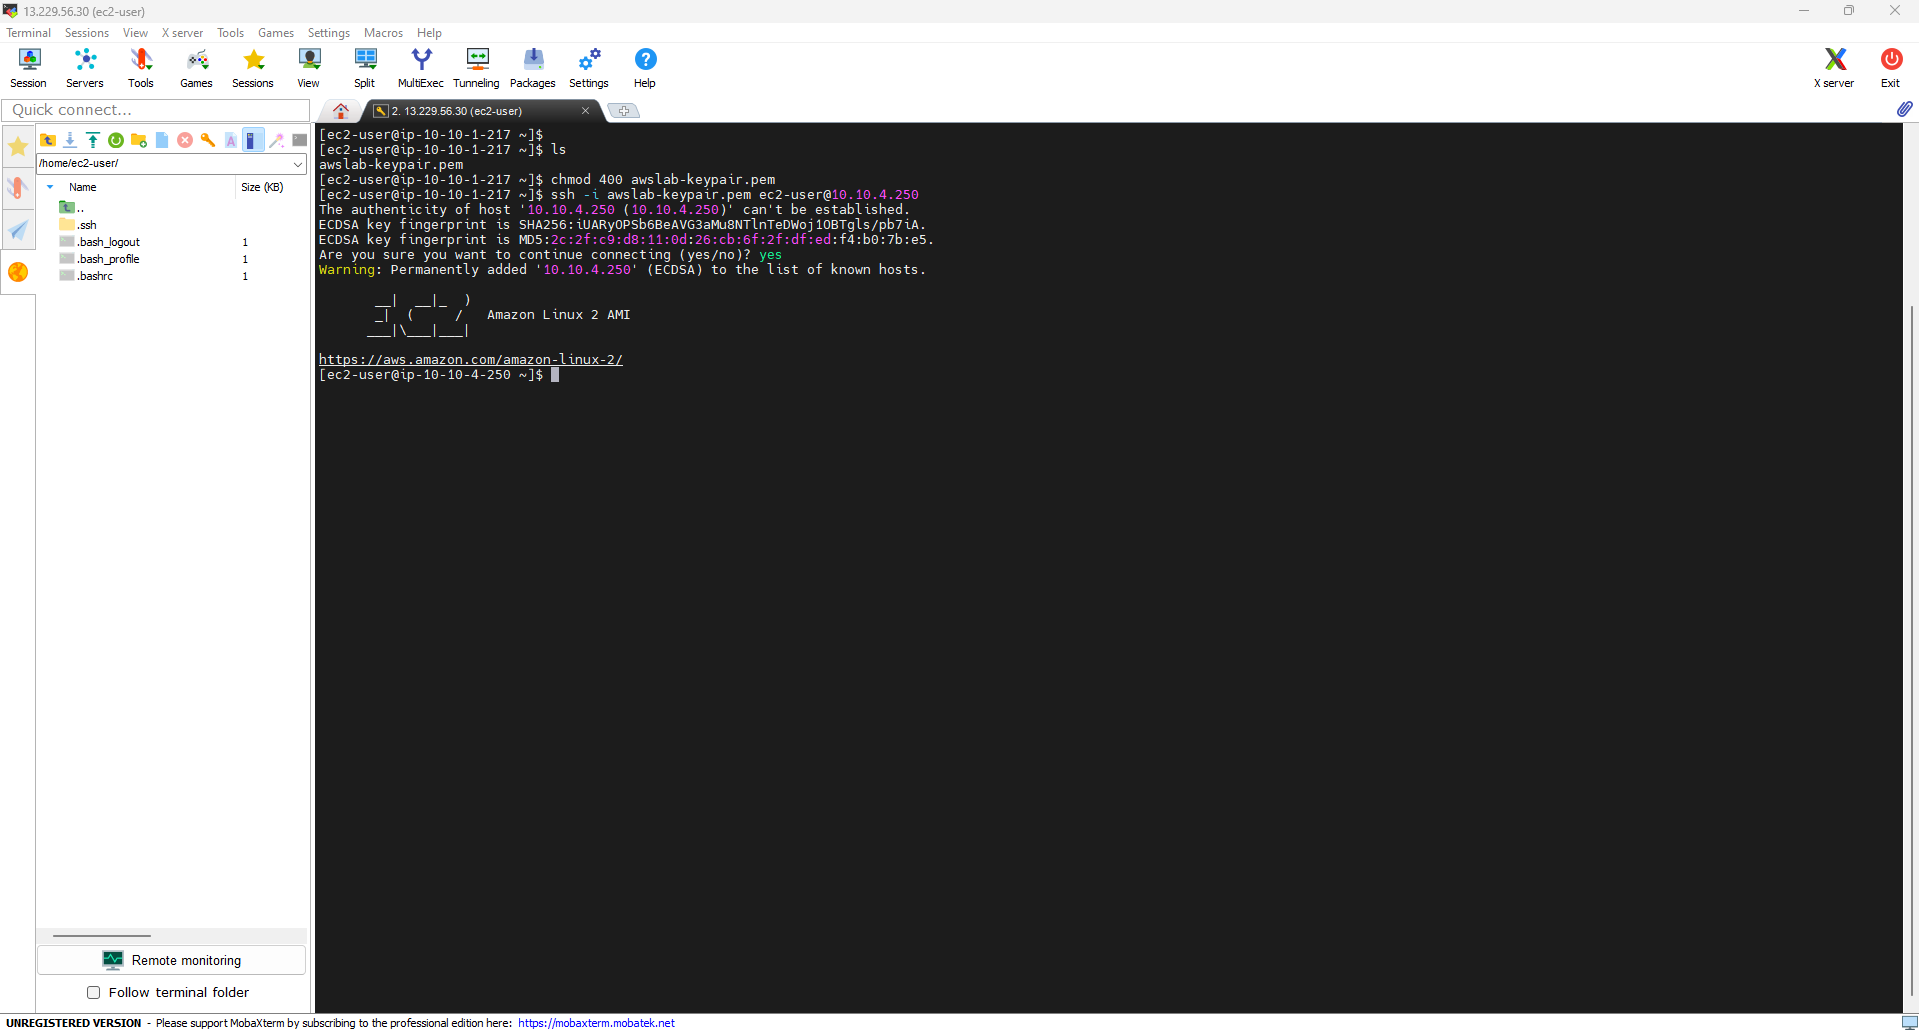 13.229.56.30 (ec2-user)
Terminal Sessions View X server Tools Games Settings Macros Help
Session Servers Tools Games Sessions View Split MultiExec Tunneling Packages Settings Help X server Exit
Quick connect...
2. 13.229.56.30 (ec2-user)
/home/ec2-user/
Name Size (KB)
..
.ssh
.bash_logout 1
.bash_profile 1
.bashrc 1
[ec2-user@ip-10-10-1-217 ~]$
[ec2-user@ip-10-10-1-217 ~]$ ls
awslab-keypair.pem
[ec2-user@ip-10-10-1-217 ~]$ chmod 400 awslab-keypair.pem
[ec2-user@ip-10-10-1-217 ~]$ ssh -i awslab-keypair.pem ec2-user@10.10.4.250
The authenticity of host '10.10.4.250 (10.10.4.250)' can't be established.
ECDSA key fingerprint is SHA256:iUARyOPSb6BeAVG3aMu8NTlnTeDWoj1OBTgls/pb7iA.
ECDSA key fingerprint is MD5:2c:2f:c9:d8:11:0d:26:cb:6f:2f:df:ed:f4:b0:7b:e5.
Are you sure you want to continue connecting (yes/no)? yes
Warning: Permanently added '10.10.4.250' (ECDSA) to the list of known hosts.
       __|  __|_  )
       _|  (     /   Amazon Linux 2 AMI
      ___|\___|___|
https://aws.amazon.com/amazon-linux-2/
[ec2-user@ip-10-10-4-250 ~]$
Remote monitoring
Follow terminal folder
UNREGISTERED VERSION - Please support MobaXterm by subscribing to the professional edition here: https://mobaxterm.mobatek.net